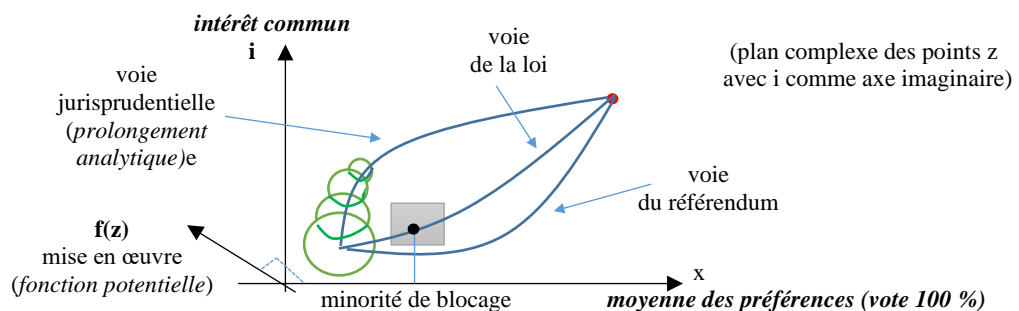 intérêt commun
i
voie
jurisprudentielle
(prolongement
analytique)e
voie
de la loi
(plan complexe des points z
avec i comme axe imaginaire)
voie
du référendum
f(z)
mise en œuvre
(fonction potentielle)
minorité de blocage
x
moyenne des préférences (vote 100 %)